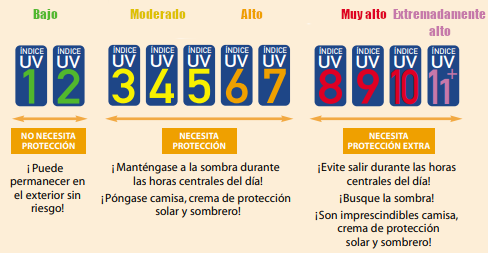 Bajo
Moderado
Alto
Muy alto
Extremadamente
alto
ÍNDICE
UV
1
ÍNDICE
UV
2
ÍNDICE
UV
3
ÍNDICE
UV
4
ÍNDICE
UV
5
ÍNDICE
UV
6
ÍNDICE
UV
7
ÍNDICE
UV
8
ÍNDICE
UV
9
ÍNDICE
UV
10
ÍNDICE
UV
11+
NO NECESITA
PROTECCIÓN
¡Puede
permanecer en
el exterior sin
riesgo!
NECESITA
PROTECCIÓN
¡Manténgase a la sombra durante
las horas centrales del día!
¡Póngase camisa, crema de protección
solar y sombrero!
NECESITA
PROTECCIÓN EXTRA
¡Evite salir durante las horas
centrales del día!
¡Busque la sombra!
¡Son imprescindibles camisa,
crema de protección
solar y sombrero!